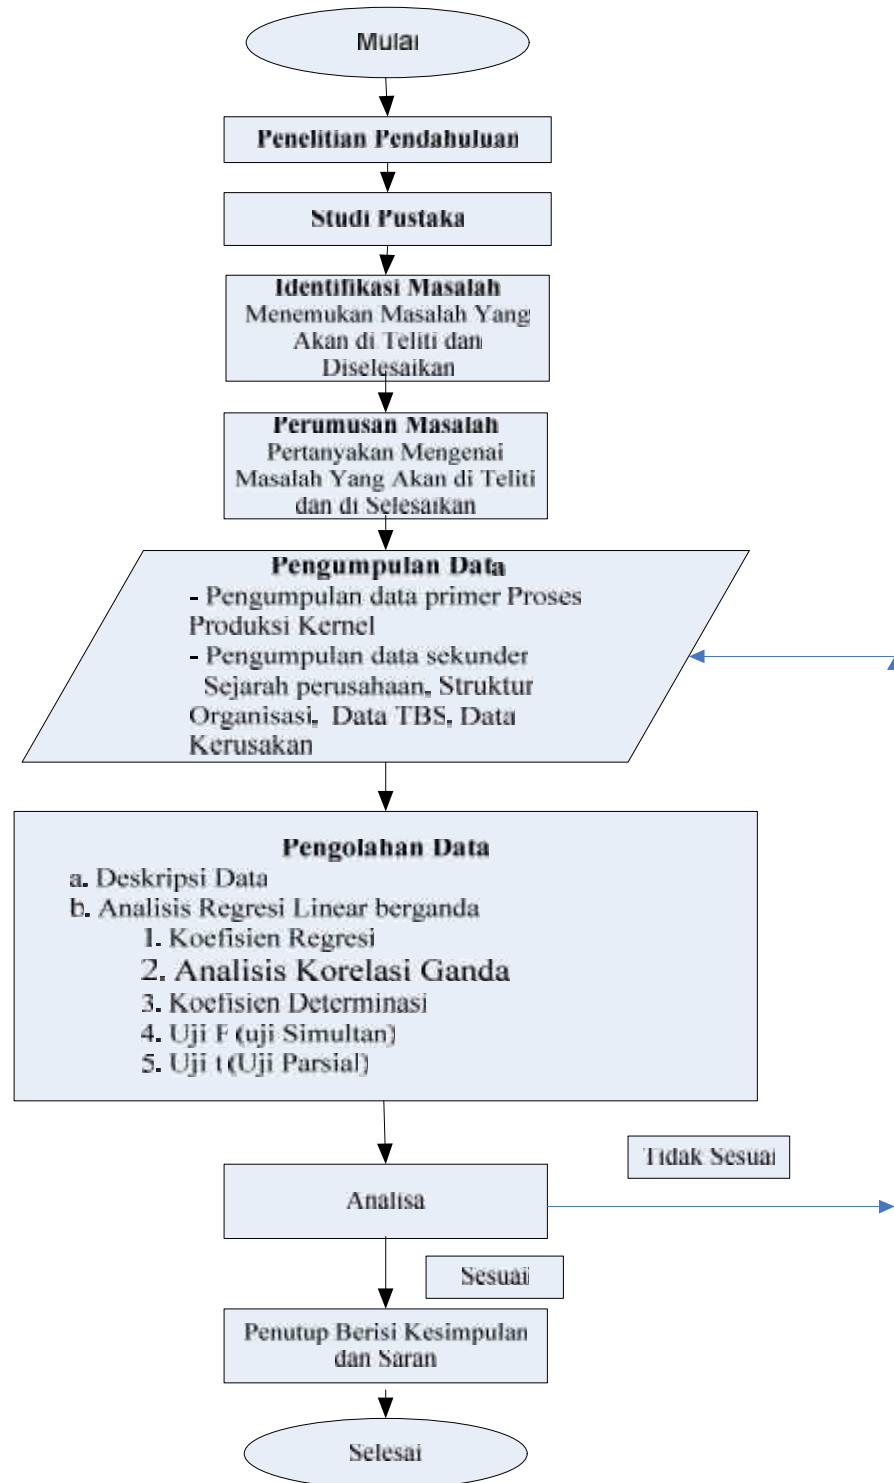 Mulai
Penelitian Pendahuluan
Studi Pustaka
Identifikasi Masalah
Menemukan Masalah Yang
Akan di Teliti dan
Diselesaikan
Perumusan Masalah
Pertanyakan Mengenai
Masalah Yang Akan di Teliti
dan di Selesaikan
Pengumpulan Data
- Pengumpulan data primer Proses
Produksi Kernel
- Pengumpulan data sekunder
Sejarah perusahaan, Struktur
Organisasi, Data TBS, Data
Kerusakan
Pengolahan Data
a. Deskripsi Data
b. Analisis Regresi Linear berganda
1. Koefisien Regresi
2. Analisis Korelasi Ganda
3. Koefisien Determinasi
4. Uji F (uji Simultan)
5. Uji t (Uji Parsial)
Tidak Sesuai
Analisa
Sesuai
Penutup Berisi Kesimpulan
dan Saran
Selesai